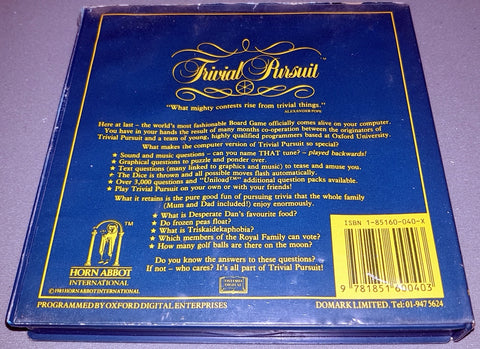 Trivial Pursuit ™
"What mighty contests rise from trivial things."
ALEXANDER POPE
Here at last – the world's most fashionable Board Game officially comes alive on your computer.
You have in your hands the result of many months co-operation between the originators of
Trivial Pursuit and a team of young, highly qualified programmers based at Oxford University.
What makes the computer version of Trivial Pursuit so special?
★ Sound and music questions – can you name THAT tune? – played backwards!
★ Graphical questions to puzzle and ponder over.
★ Text questions (many linked to graphics and music) to tease and amuse you.
★ The Dice is thrown and all possible moves flash automatically.
★ Over 3,000 questions and "Uniload™" additional question packs available.
★ Play Trivial Pursuit on your own or with your friends!
What it retains is the pure good fun of pursuing trivia that the whole family
(Mum and Dad included!) enjoy enormously.
★ What is Desperate Dan's favourite food?
★ Do frozen peas float?
★ What is Triskaidekaphobia?
★ Which members of the Royal Family can vote?
★ How many golf balls are there on the moon?
Do you know the answers to these questions?
If not – who cares? It's all part of Trivial Pursuit!
™
HORN ABBOT
INTERNATIONAL
©1983 HORN ABBOT INTERNATIONAL
OXFORD
DIGITAL
ISBN 1-85160-040-X
9 781851 600403
PROGRAMMED BY OXFORD DIGITAL ENTERPRISES
DOMARK LIMITED. Tel: 01-947 5624